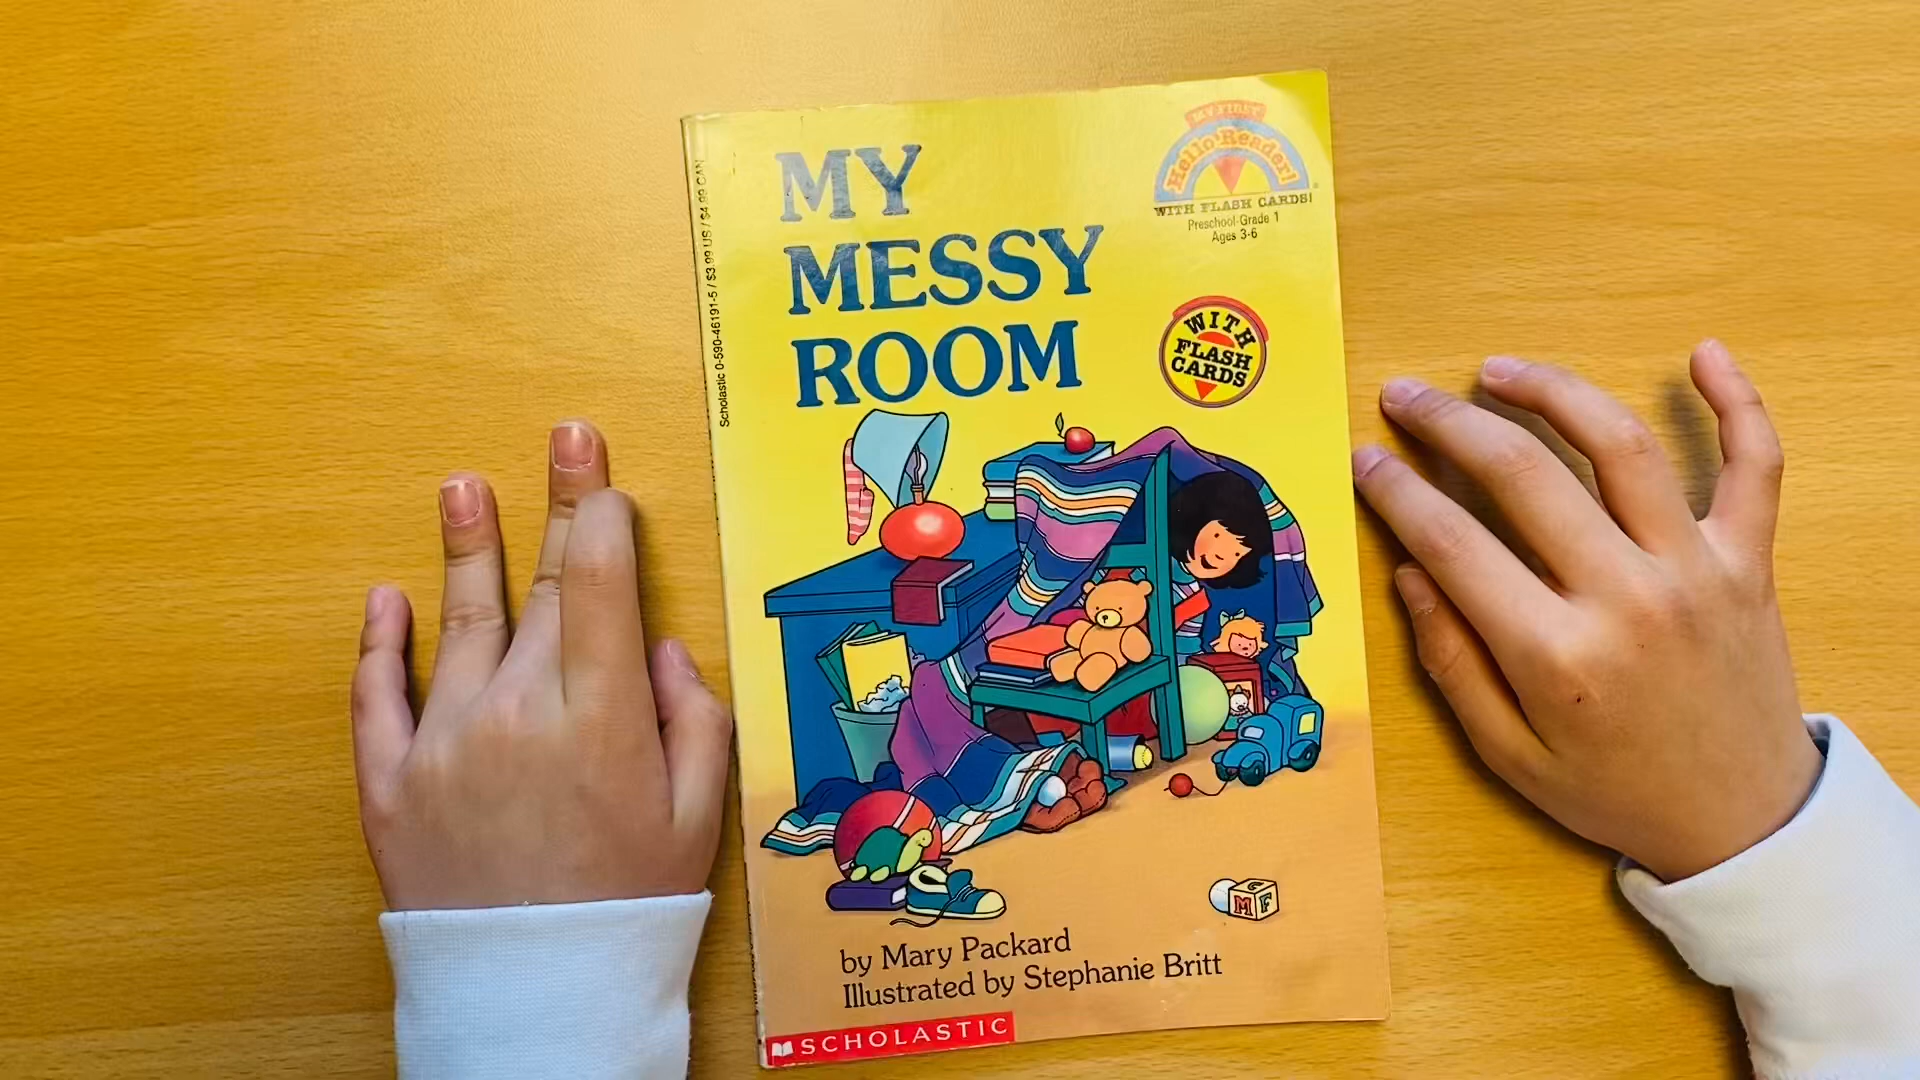 MY
MESSY
ROOM
MY FIRST
Hello Reader!
WITH FLASH CARDS!
Preschool-Grade 1
Ages 3-6
WITH
FLASH
CARDS
Scholastic 0-590-46191-5 / $3.99 US / $4.99 CAN
G
M F
by Mary Packard
Illustrated by Stephanie Britt
SCHOLASTIC